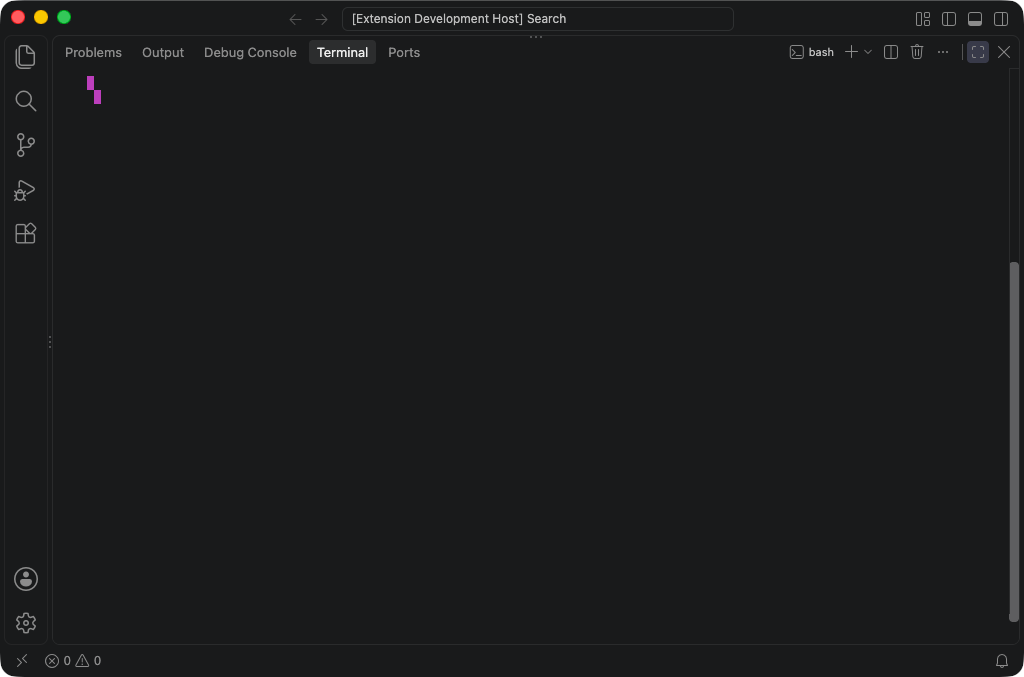 [Extension Development Host] Search
Problems Output Debug Console Terminal Ports bash
0 0